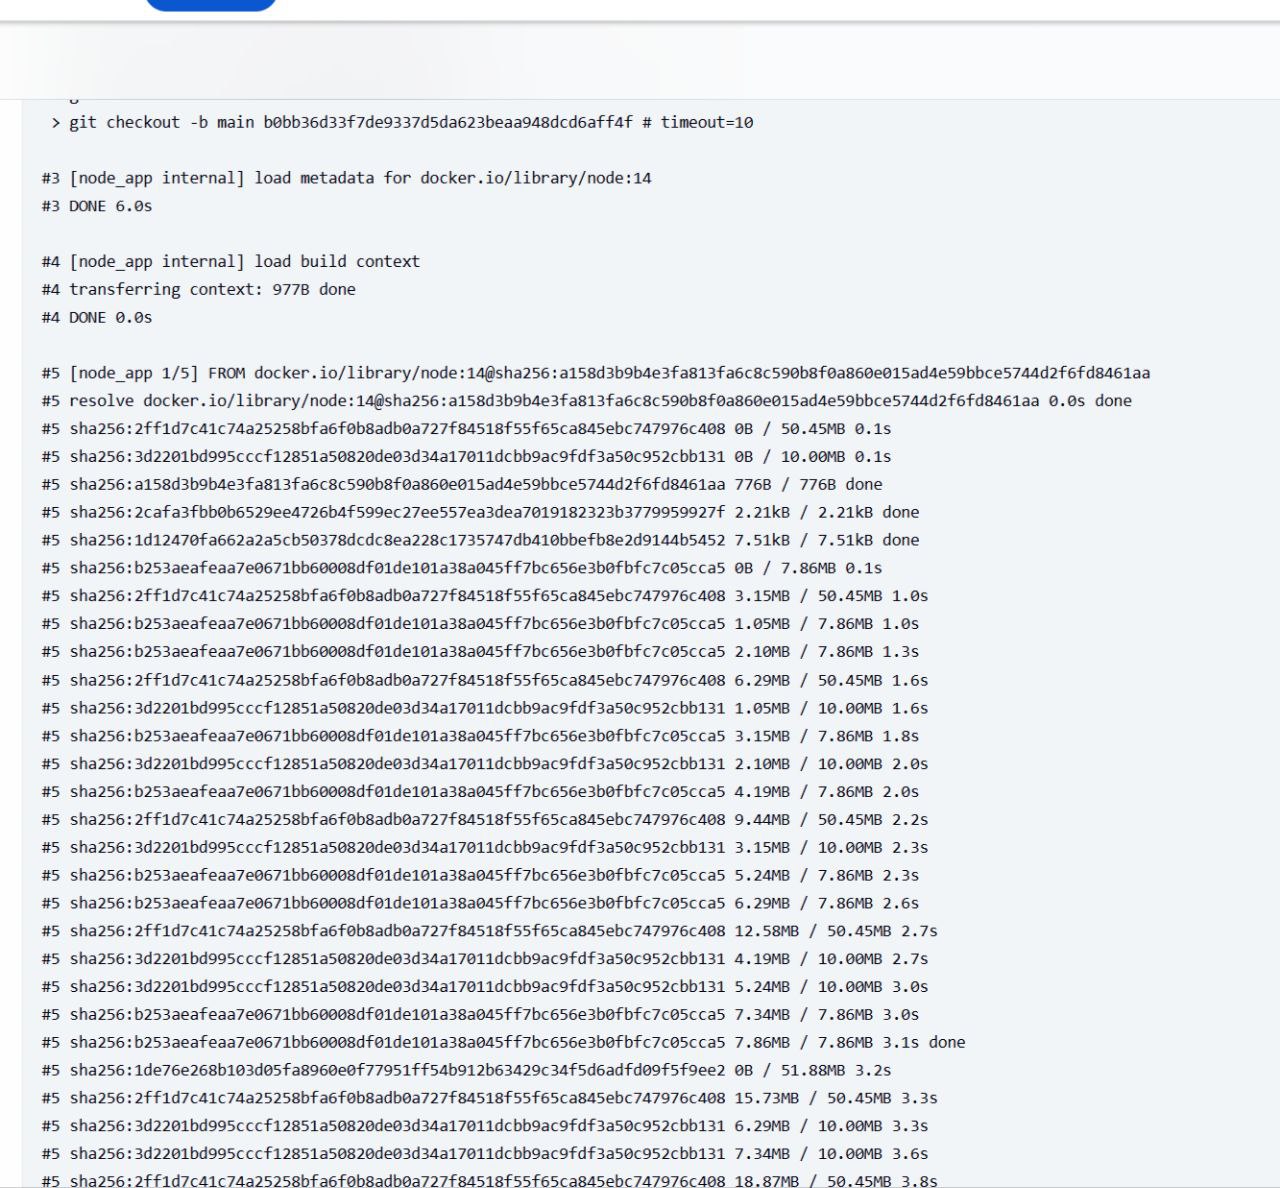 > git checkout -b main b0bb36d33f7de9337d5da623beaa948dcd6aff4f # timeout=10
#3 [node_app internal] load metadata for docker.io/library/node:14
#3 DONE 6.0s
#4 [node_app internal] load build context
#4 transferring context: 977B done
#4 DONE 0.0s
#5 [node_app 1/5] FROM docker.io/library/node:14@sha256:a158d3b9b4e3fa813fa6c8c590b8f0a860e015ad4e59bbce5744d2f6fd8461aa
#5 resolve docker.io/library/node:14@sha256:a158d3b9b4e3fa813fa6c8c590b8f0a860e015ad4e59bbce5744d2f6fd8461aa 0.0s done
#5 sha256:2ff1d7c41c74a25258bfa6f0b8adb0a727f84518f55f65ca845ebc747976c408 0B / 50.45MB 0.1s
#5 sha256:3d2201bd995cccf12851a50820de03d34a17011dcbb9ac9fdf3a50c952cbb131 0B / 10.00MB 0.1s
#5 sha256:a158d3b9b4e3fa813fa6c8c590b8f0a860e015ad4e59bbce5744d2f6fd8461aa 776B / 776B done
#5 sha256:2cafa3fbb0b6529ee4726b4f599ec27ee557ea3dea7019182323b3779959927f 2.21kB / 2.21kB done
#5 sha256:1d12470fa662a2a5cb50378dcdc8ea228c1735747db410bbefb8e2d9144b5452 7.51kB / 7.51kB done
#5 sha256:b253aeafeaa7e0671bb60008df01de101a38a045ff7bc656e3b0fbfc7c05cca5 0B / 7.86MB 0.1s
#5 sha256:2ff1d7c41c74a25258bfa6f0b8adb0a727f84518f55f65ca845ebc747976c408 3.15MB / 50.45MB 1.0s
#5 sha256:b253aeafeaa7e0671bb60008df01de101a38a045ff7bc656e3b0fbfc7c05cca5 1.05MB / 7.86MB 1.0s
#5 sha256:b253aeafeaa7e0671bb60008df01de101a38a045ff7bc656e3b0fbfc7c05cca5 2.10MB / 7.86MB 1.3s
#5 sha256:2ff1d7c41c74a25258bfa6f0b8adb0a727f84518f55f65ca845ebc747976c408 6.29MB / 50.45MB 1.6s
#5 sha256:3d2201bd995cccf12851a50820de03d34a17011dcbb9ac9fdf3a50c952cbb131 1.05MB / 10.00MB 1.6s
#5 sha256:b253aeafeaa7e0671bb60008df01de101a38a045ff7bc656e3b0fbfc7c05cca5 3.15MB / 7.86MB 1.8s
#5 sha256:3d2201bd995cccf12851a50820de03d34a17011dcbb9ac9fdf3a50c952cbb131 2.10MB / 10.00MB 2.0s
#5 sha256:b253aeafeaa7e0671bb60008df01de101a38a045ff7bc656e3b0fbfc7c05cca5 4.19MB / 7.86MB 2.0s
#5 sha256:2ff1d7c41c74a25258bfa6f0b8adb0a727f84518f55f65ca845ebc747976c408 9.44MB / 50.45MB 2.2s
#5 sha256:3d2201bd995cccf12851a50820de03d34a17011dcbb9ac9fdf3a50c952cbb131 3.15MB / 10.00MB 2.3s
#5 sha256:b253aeafeaa7e0671bb60008df01de101a38a045ff7bc656e3b0fbfc7c05cca5 5.24MB / 7.86MB 2.3s
#5 sha256:b253aeafeaa7e0671bb60008df01de101a38a045ff7bc656e3b0fbfc7c05cca5 6.29MB / 7.86MB 2.6s
#5 sha256:2ff1d7c41c74a25258bfa6f0b8adb0a727f84518f55f65ca845ebc747976c408 12.58MB / 50.45MB 2.7s
#5 sha256:3d2201bd995cccf12851a50820de03d34a17011dcbb9ac9fdf3a50c952cbb131 4.19MB / 10.00MB 2.7s
#5 sha256:3d2201bd995cccf12851a50820de03d34a17011dcbb9ac9fdf3a50c952cbb131 5.24MB / 10.00MB 3.0s
#5 sha256:b253aeafeaa7e0671bb60008df01de101a38a045ff7bc656e3b0fbfc7c05cca5 7.34MB / 7.86MB 3.0s
#5 sha256:b253aeafeaa7e0671bb60008df01de101a38a045ff7bc656e3b0fbfc7c05cca5 7.86MB / 7.86MB 3.1s done
#5 sha256:1de76e268b103d05fa8960e0f77951ff54b912b63429c34f5d6adfd09f5f9ee2 0B / 51.88MB 3.2s
#5 sha256:2ff1d7c41c74a25258bfa6f0b8adb0a727f84518f55f65ca845ebc747976c408 15.73MB / 50.45MB 3.3s
#5 sha256:3d2201bd995cccf12851a50820de03d34a17011dcbb9ac9fdf3a50c952cbb131 6.29MB / 10.00MB 3.3s
#5 sha256:3d2201bd995cccf12851a50820de03d34a17011dcbb9ac9fdf3a50c952cbb131 7.34MB / 10.00MB 3.6s
#5 sha256:2ff1d7c41c74a25258bfa6f0b8adb0a727f84518f55f65ca845ebc747976c408 18.87MB / 50.45MB 3.8s